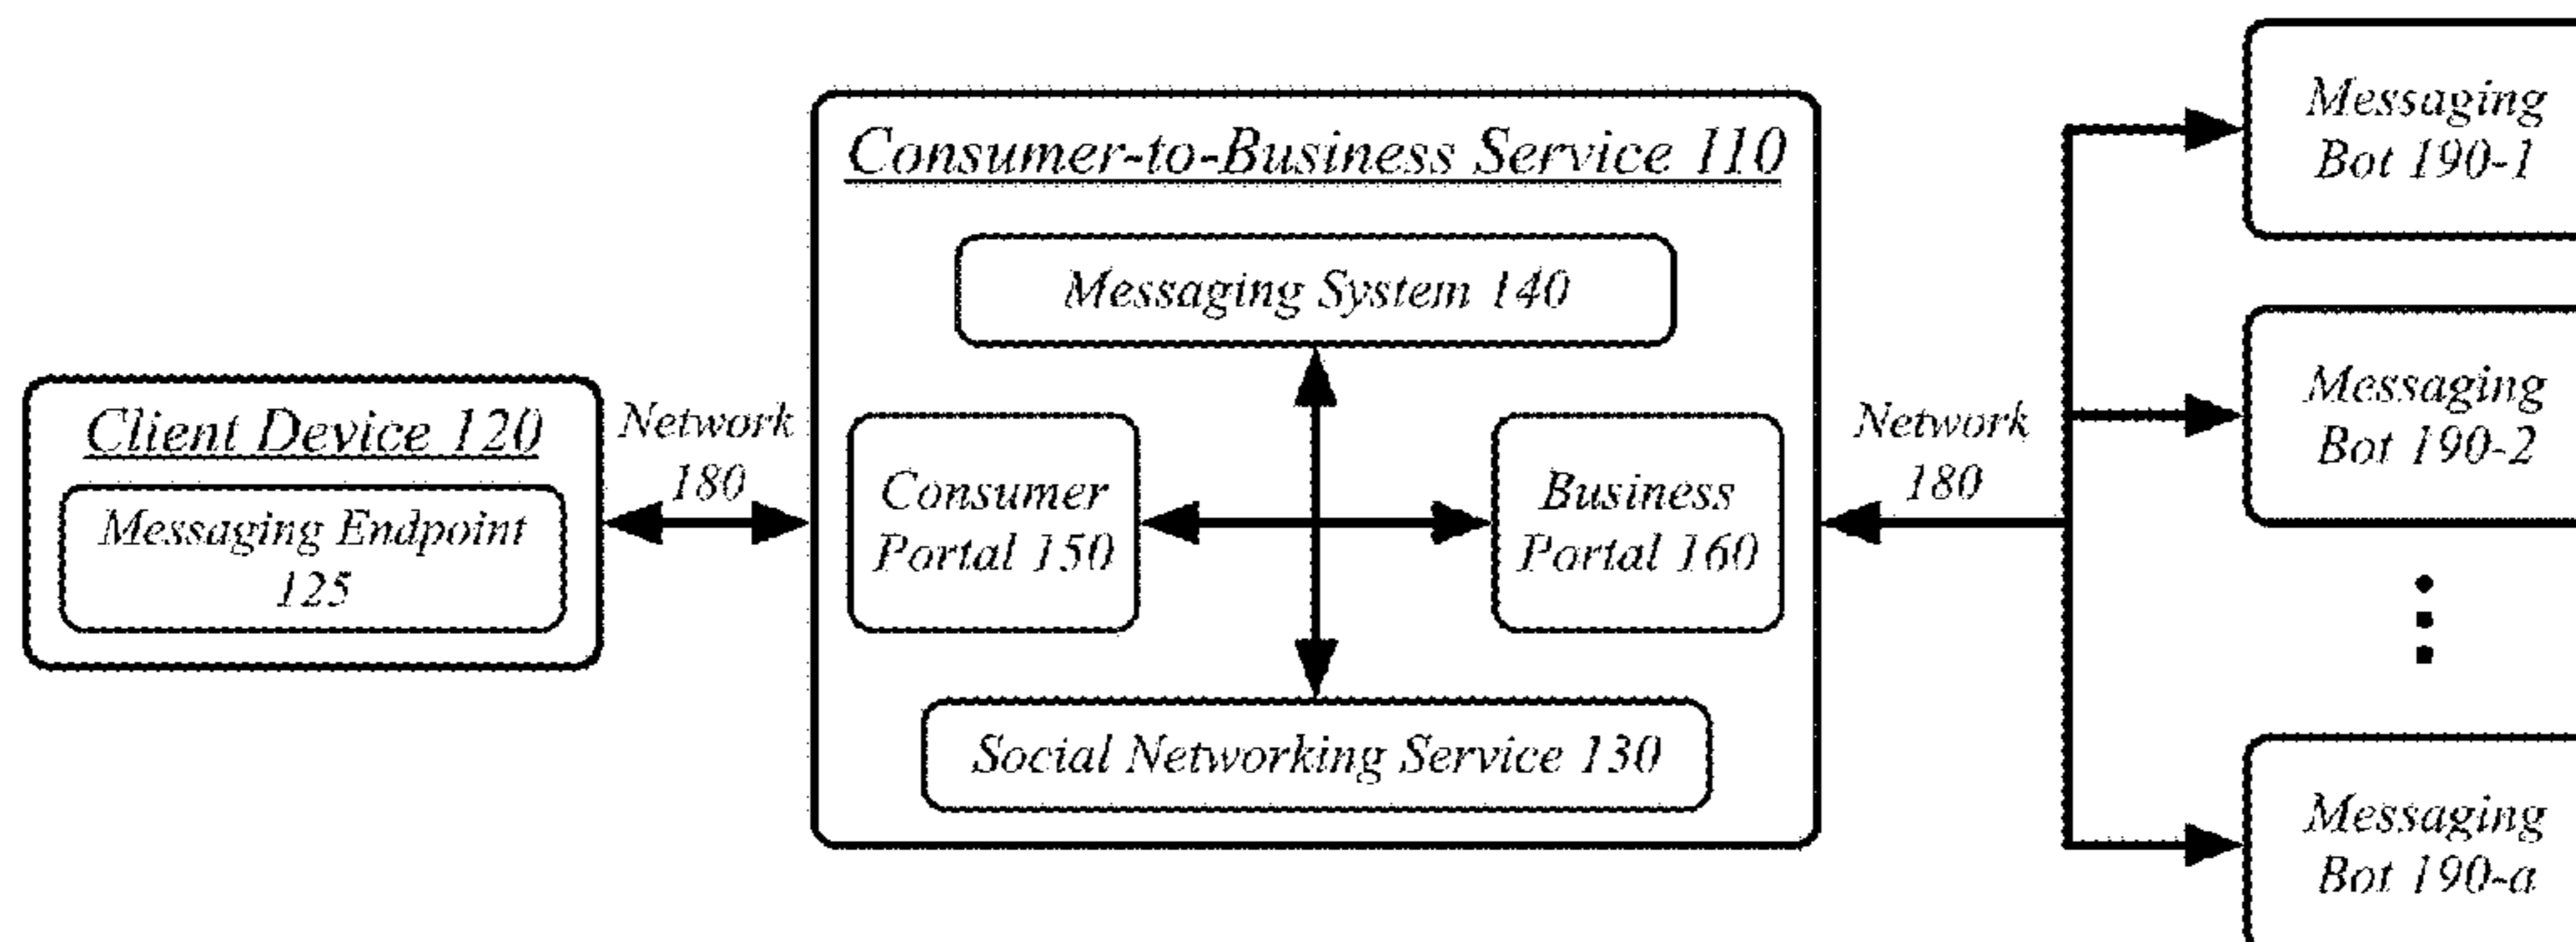 Client Device 120
Messaging Endpoint
125
Network
180
Consumer-to-Business Service 110
Messaging System 140
Consumer
Portal 150
Business
Portal 160
Social Networking Service 130
Network
180
Messaging
Bot 190-1
Messaging
Bot 190-2
Messaging
Bot 190-a